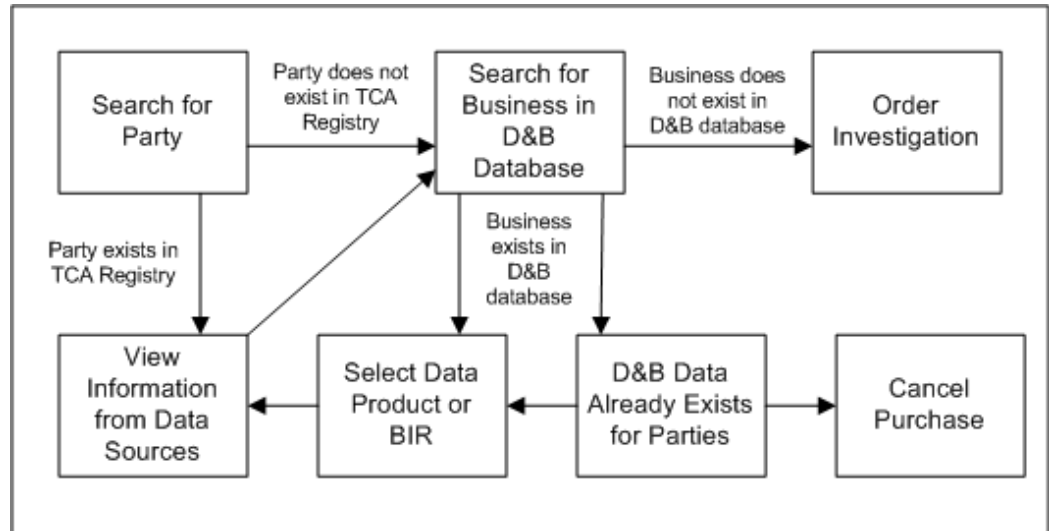 Search for
Party
Party does not
exist in TCA
Registry
Search for
Business in
D&B
Database
Business does
not exist in
D&B database
Order
Investigation
Party exists in
TCA Registry
Business
exists in
D&B
database
View
Information
from Data
Sources
Select Data
Product or
BIR
D&B Data
Already Exists
for Parties
Cancel
Purchase